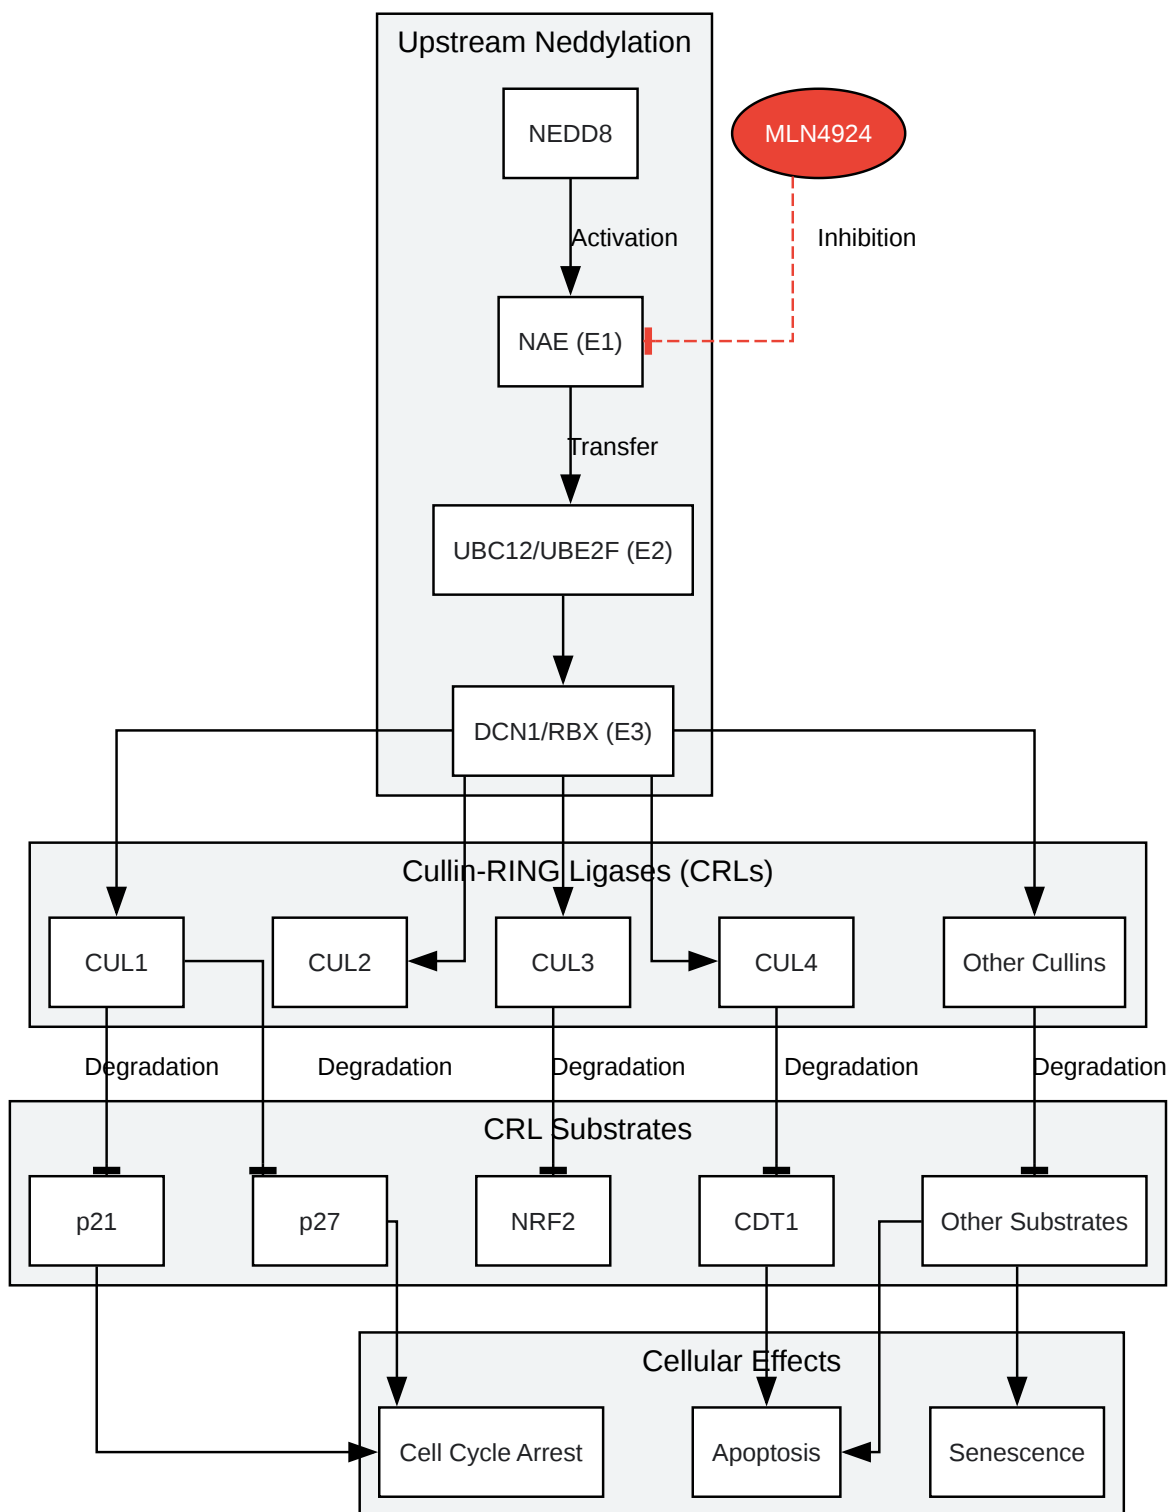 Upstream Neddylation
NEDD8
MLN4924
Activation
Inhibition
NAE (E1)
Transfer
UBC12/UBE2F (E2)
DCN1/RBX (E3)
Cullin-RING Ligases (CRLs)
CUL1
CUL2
CUL3
CUL4
Other Cullins
Degradation
Degradation
Degradation
Degradation
Degradation
CRL Substrates
p21
p27
NRF2
CDT1
Other Substrates
Cellular Effects
Cell Cycle Arrest
Apoptosis
Senescence